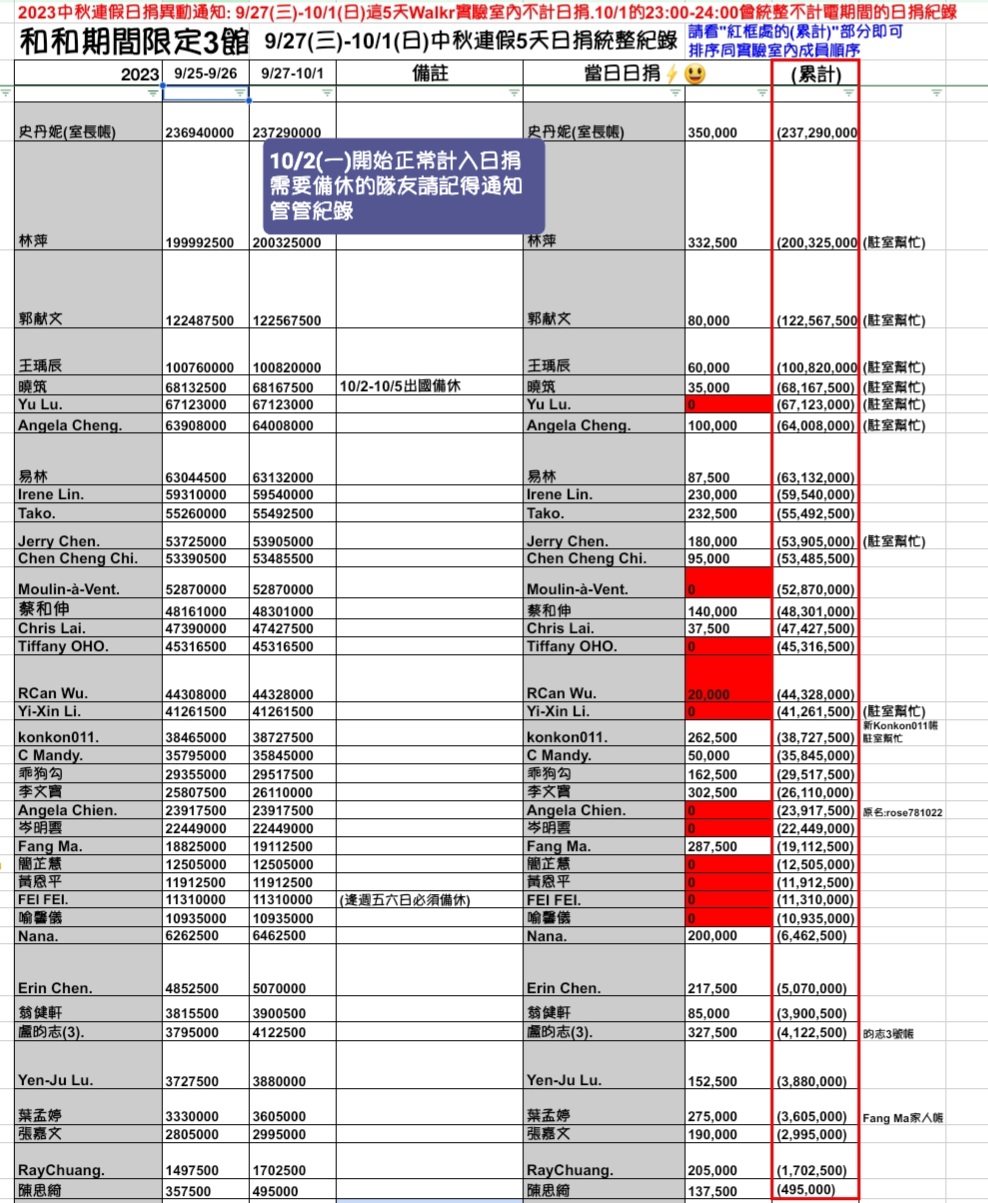 2023中秋連假日捐異動通知: 9/27(三)-10/1(日)這5天Walkr實驗室內不計日捐.10/1的23:00-24:00會統整不計電期間的日捐紀錄
和和期間限定3館 9/27(三)-10/1(日)中秋連假5天日捐統整紀錄 請看"紅框處的(累計)"部分即可
排序同實驗室內成員順序
2023 9/25-9/26 9/27-10/1 備註 當日日捐⚡😃 (累計)
史丹妮(室長帳) 236940000 237290000 史丹妮(室長帳) 350,000 (237,290,000
10/2(一)開始正常計入日捐
需要備休的隊友請記得通知
管管紀錄
林萍 199992500 200325000 林萍 332,500 (200,325,000 (駐室幫忙)
郭献文 122487500 122567500 郭献文 80,000 (122,567,500 (駐室幫忙)
王瑀辰 100760000 100820000 王瑀辰 60,000 (100,820,000 (駐室幫忙)
曉筑 68132500 68167500 10/2-10/5出國備休 曉筑 35,000 (68,167,500) (駐室幫忙)
Yu Lu. 67123000 67123000 Yu Lu. 0 (67,123,000) (駐室幫忙)
Angela Cheng. 63908000 64008000 Angela Cheng. 100,000 (64,008,000) (駐室幫忙)
易林 63044500 63132000 易林 87,500 (63,132,000)
Irene Lin. 59310000 59540000 Irene Lin. 230,000 (59,540,000)
Tako. 55260000 55492500 Tako. 232,500 (55,492,500)
Jerry Chen. 53725000 53905000 Jerry Chen. 180,000 (53,905,000) (駐室幫忙)
Chen Cheng Chi. 53390500 53485500 Chen Cheng Chi. 95,000 (53,485,500)
Moulin-à-Vent. 52870000 52870000 Moulin-à-Vent. 0 (52,870,000)
蔡和伸 48161000 48301000 蔡和伸 140,000 (48,301,000)
Chris Lai. 47390000 47427500 Chris Lai. 37,500 (47,427,500)
Tiffany OHO. 45316500 45316500 Tiffany OHO. 0 (45,316,500)
RCan Wu. 44308000 44328000 RCan Wu. 20,000 (44,328,000)
Yi-Xin Li. 41261500 41261500 Yi-Xin Li. 0 (41,261,500) (駐室幫忙)
konkon011. 38465000 38727500 konkon011. 262,500 (38,727,500) 新Konkon011帳
駐室幫忙
C Mandy. 35795000 35845000 C Mandy. 50,000 (35,845,000)
乖狗勾 29355000 29517500 乖狗勾 162,500 (29,517,500)
李文寶 25807500 26110000 李文寶 302,500 (26,110,000)
Angela Chien. 23917500 23917500 Angela Chien. 0 (23,917,500) 原名:rose781022
岑明雲 22449000 22449000 岑明雲 0 (22,449,000)
Fang Ma. 18825000 19112500 Fang Ma. 287,500 (19,112,500)
簡芷慧 12505000 12505000 簡芷慧 0 (12,505,000)
黃恩平 11912500 11912500 黃恩平 0 (11,912,500)
FEI FEI. 11310000 11310000 (逢週五六日必須備休) FEI FEI. 0 (11,310,000)
喻馨儀 10935000 10935000 喻馨儀 0 (10,935,000)
Nana. 6262500 6462500 Nana. 200,000 (6,462,500)
Erin Chen. 4852500 5070000 Erin Chen. 217,500 (5,070,000)
翁健軒 3815500 3900500 翁健軒 85,000 (3,900,500)
盧昀志(3). 3795000 4122500 盧昀志(3). 327,500 (4,122,500) 昀志3號帳
Yen-Ju Lu. 3727500 3880000 Yen-Ju Lu. 152,500 (3,880,000)
葉孟婷 3330000 3605000 葉孟婷 275,000 (3,605,000) Fang Ma家人帳
張嘉文 2805000 2995000 張嘉文 190,000 (2,995,000)
RayChuang. 1497500 1702500 RayChuang. 205,000 (1,702,500)
陳思綺 357500 495000 陳思綺 137,500 (495,000)